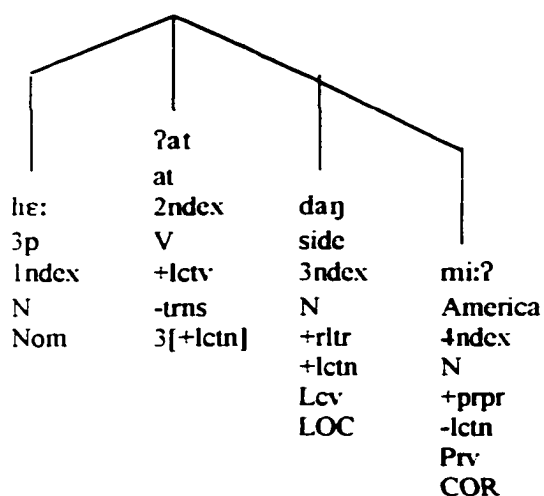 hɛ:
3p
1ndex
N
Nom
ʔat
at
2ndex
V
+lctv
-trns
3[+lctn]
daŋ
side
3ndex
N
+rltr
+lctn
Lcv
LOC
mi:ʔ
America
4ndex
N
+prpr
-lctn
Prv
COR